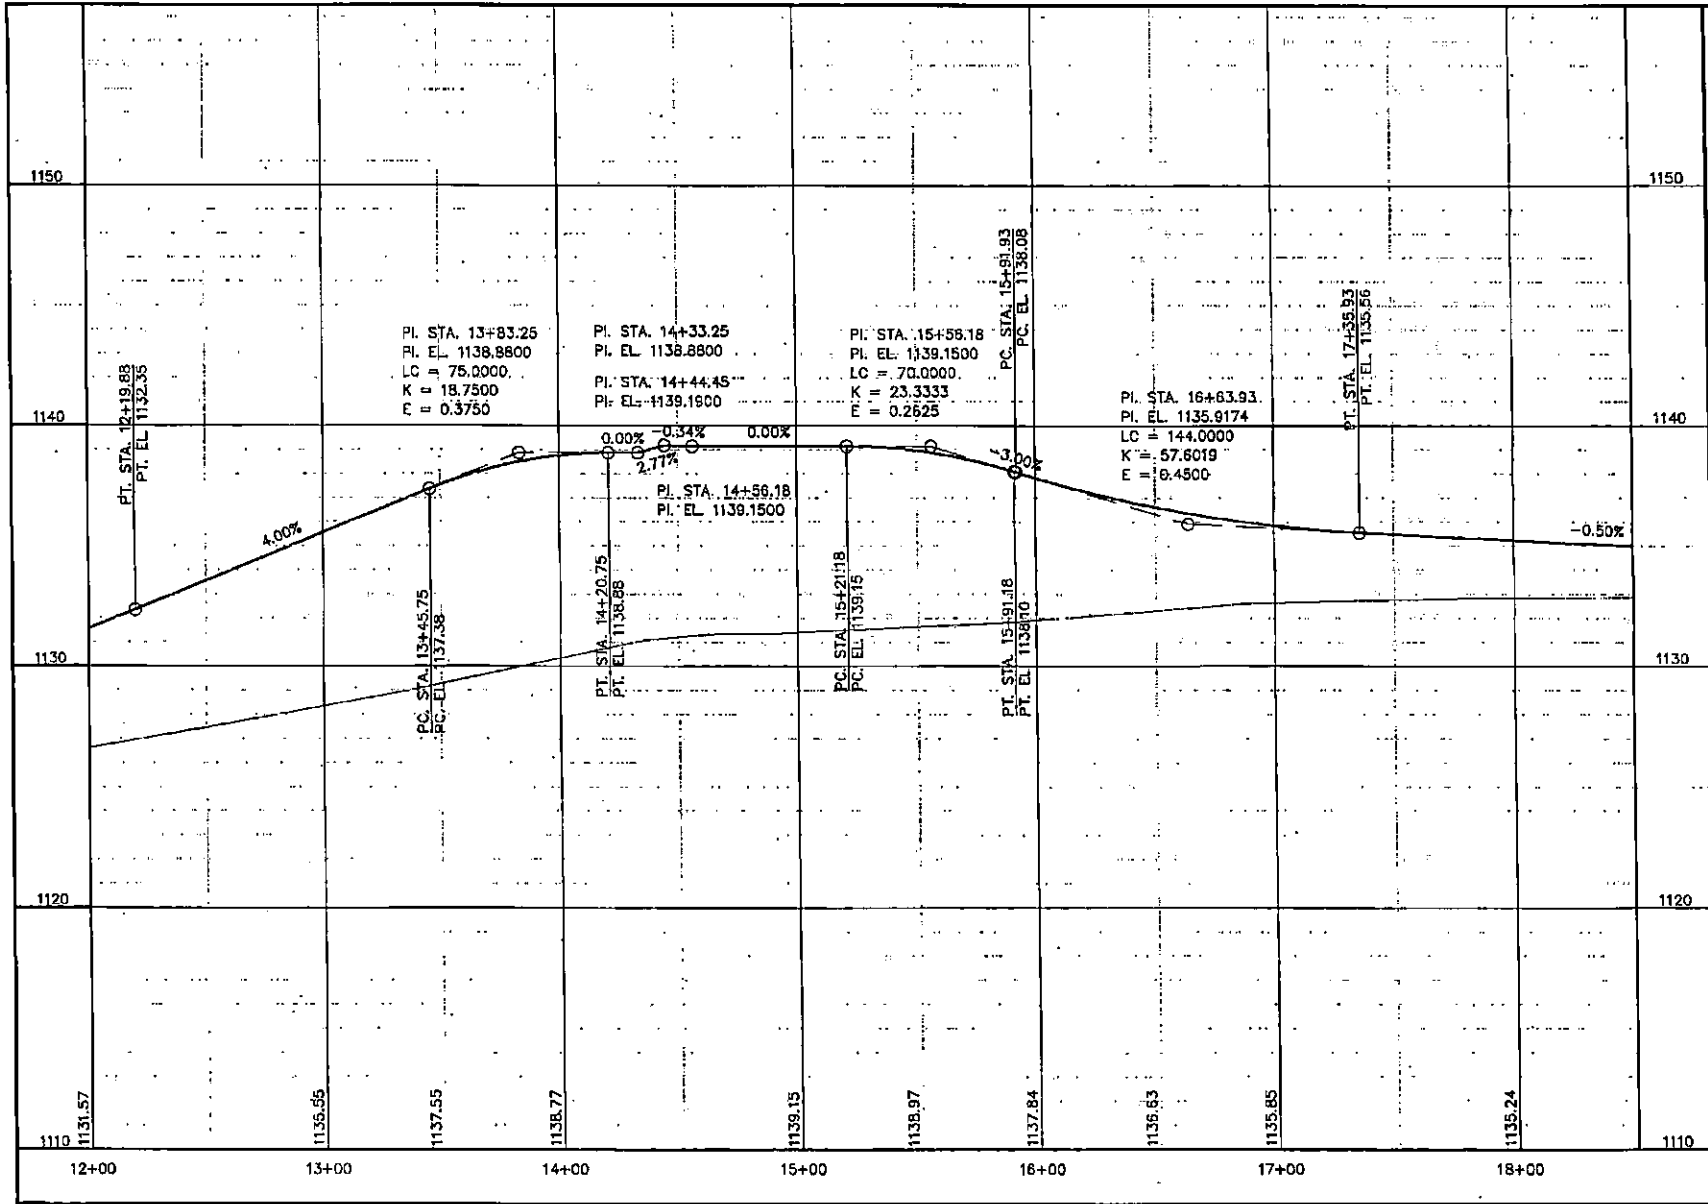 1150
1150
PT. STA. 12+19.88
PT. EL. 1132.35
PI. STA. 13+83.25
PI. EL. 1138.8800
LC = 75.0000
K = 18.7500
E = 0.3750
PI. STA. 14+33.25
PI. EL. 1138.8800
PI. STA. 14+44.45
PI. EL. 1139.1900
PI. STA. 15+56.18
PI. EL. 1139.1500
LC = 70.0000
K = 23.3333
E = 0.2625
PC. STA. 15+91.93
PC. EL. 1138.08
PI. STA. 16+63.93
PI. EL. 1135.9174
LC = 144.0000
K = 57.6019
E = 0.4500
PT. STA. 17+35.93
PT. EL. 1135.56
1140
1140
4.00%
0.00%
2.77%
-0.34%
0.00%
-3.00%
-0.50%
PI. STA. 14+56.18
PI. EL. 1139.1500
PC. STA. 13+45.75
PC. EL. 1137.38
PT. STA. 14+20.75
PT. EL. 1138.88
PC. STA. 15+21.18
PC. EL. 1139.15
PT. STA. 15+91.18
PT. EL. 1138.10
1130
1130
1120
1120
1110
1110
1131.57
1135.55
1137.55
1138.77
1139.15
1138.97
1137.84
1136.63
1135.85
1135.24
12+00
13+00
14+00
15+00
16+00
17+00
18+00